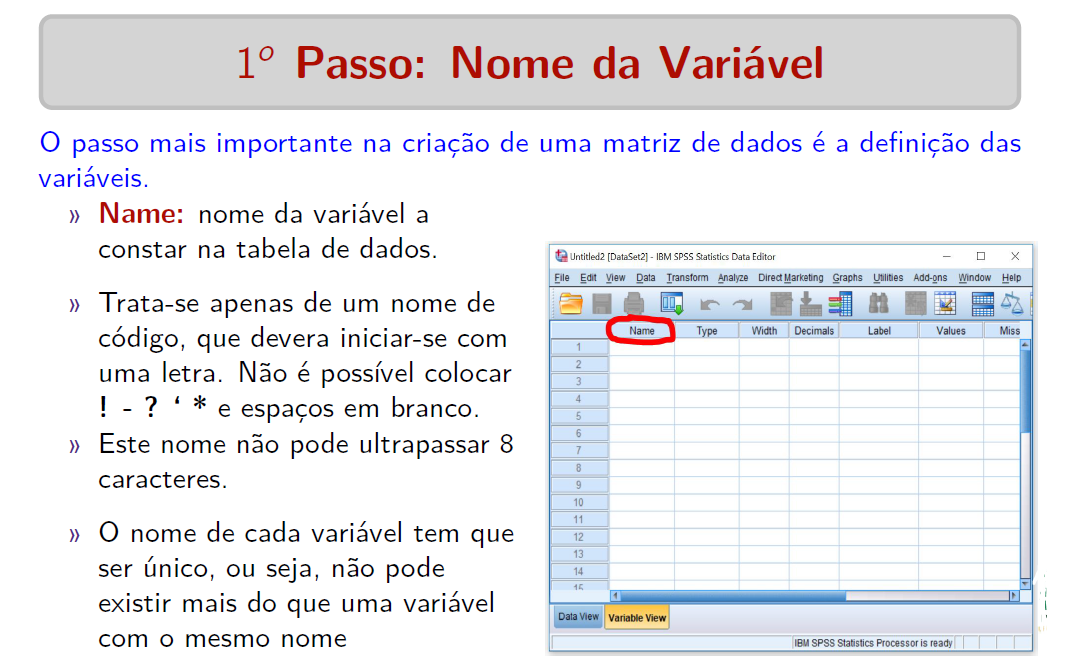 1º Passo: Nome da Variável
O passo mais importante na criação de uma matriz de dados é a definição das
variáveis.
» Name: nome da variável a
constar na tabela de dados.
» Trata-se apenas de um nome de
código, que devera iniciar-se com
uma letra. Não é possível colocar
! - ? ‘ * e espaços em branco.
» Este nome não pode ultrapassar 8
caracteres.
» O nome de cada variável tem que
ser único, ou seja, não pode
existir mais do que uma variável
com o mesmo nome
Untitled2 [DataSet2] - IBM SPSS Statistics Data Editor
File Edit View Data Transform Analyze Direct Marketing Graphs Utilities Add-ons Window Help
Name Type Width Decimals Label Values Miss
1
2
3
4
5
6
7
8
9
10
11
12
13
14
15
Data View Variable View
IBM SPSS Statistics Processor is ready